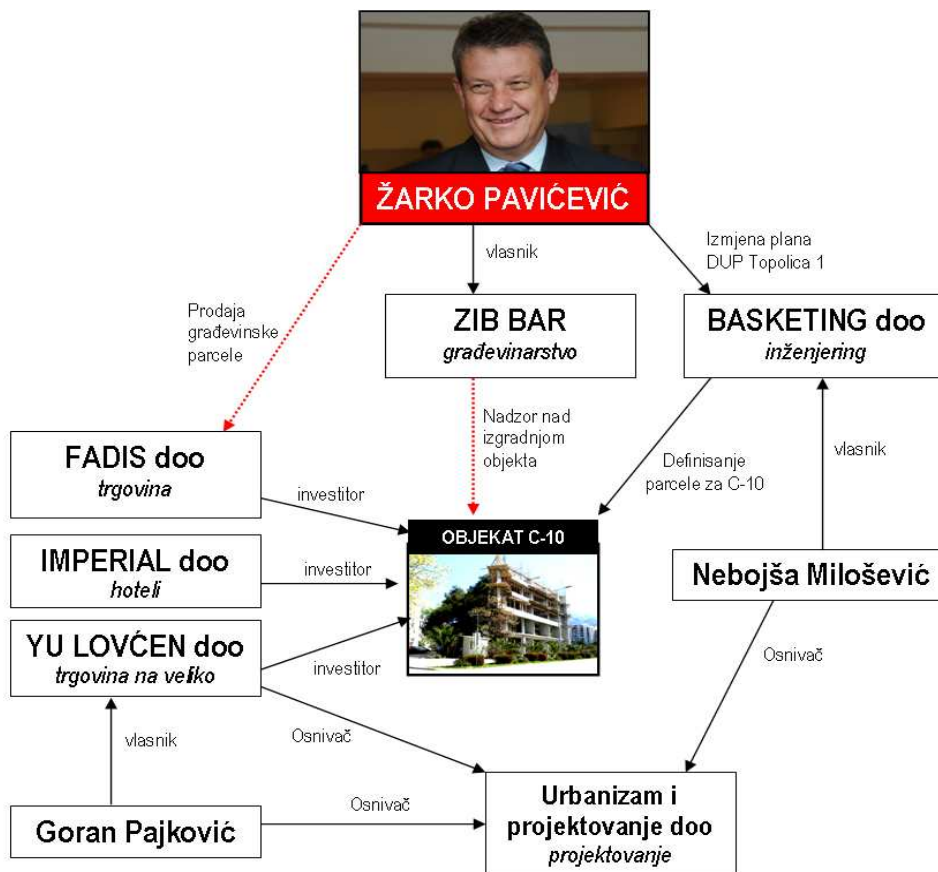 ŽARKO PAVIĆEVIĆ
vlasnik
Izmjena plana
DUP Topolica 1
Prodaja
građevinske
parcele
ZIB BAR
građevinarstvo
BASKETING doo
inženjering
Nadzor nad
izgradnjom
objekta
Definisanje
parcele za C-10
vlasnik
FADIS doo
trgovina
investitor
OBJEKAT C-10
IMPERIAL doo
hoteli
investitor
Nebojša Milošević
YU LOVĆEN doo
trgovina na veliko
investitor
Osnivač
vlasnik
Osnivač
Goran Pajković
Osnivač
Urbanizam i
projektovanje doo
projektovanje